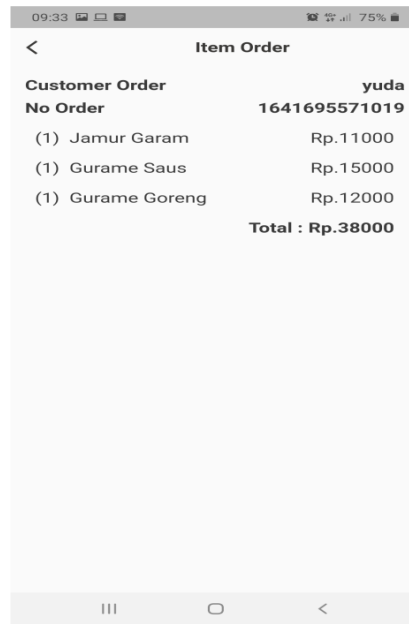 09:33 75%
Item Order
Customer Order yuda
No Order 1641695571019
(1) Jamur Garam Rp.11000
(1) Gurame Saus Rp.15000
(1) Gurame Goreng Rp.12000
Total : Rp.38000